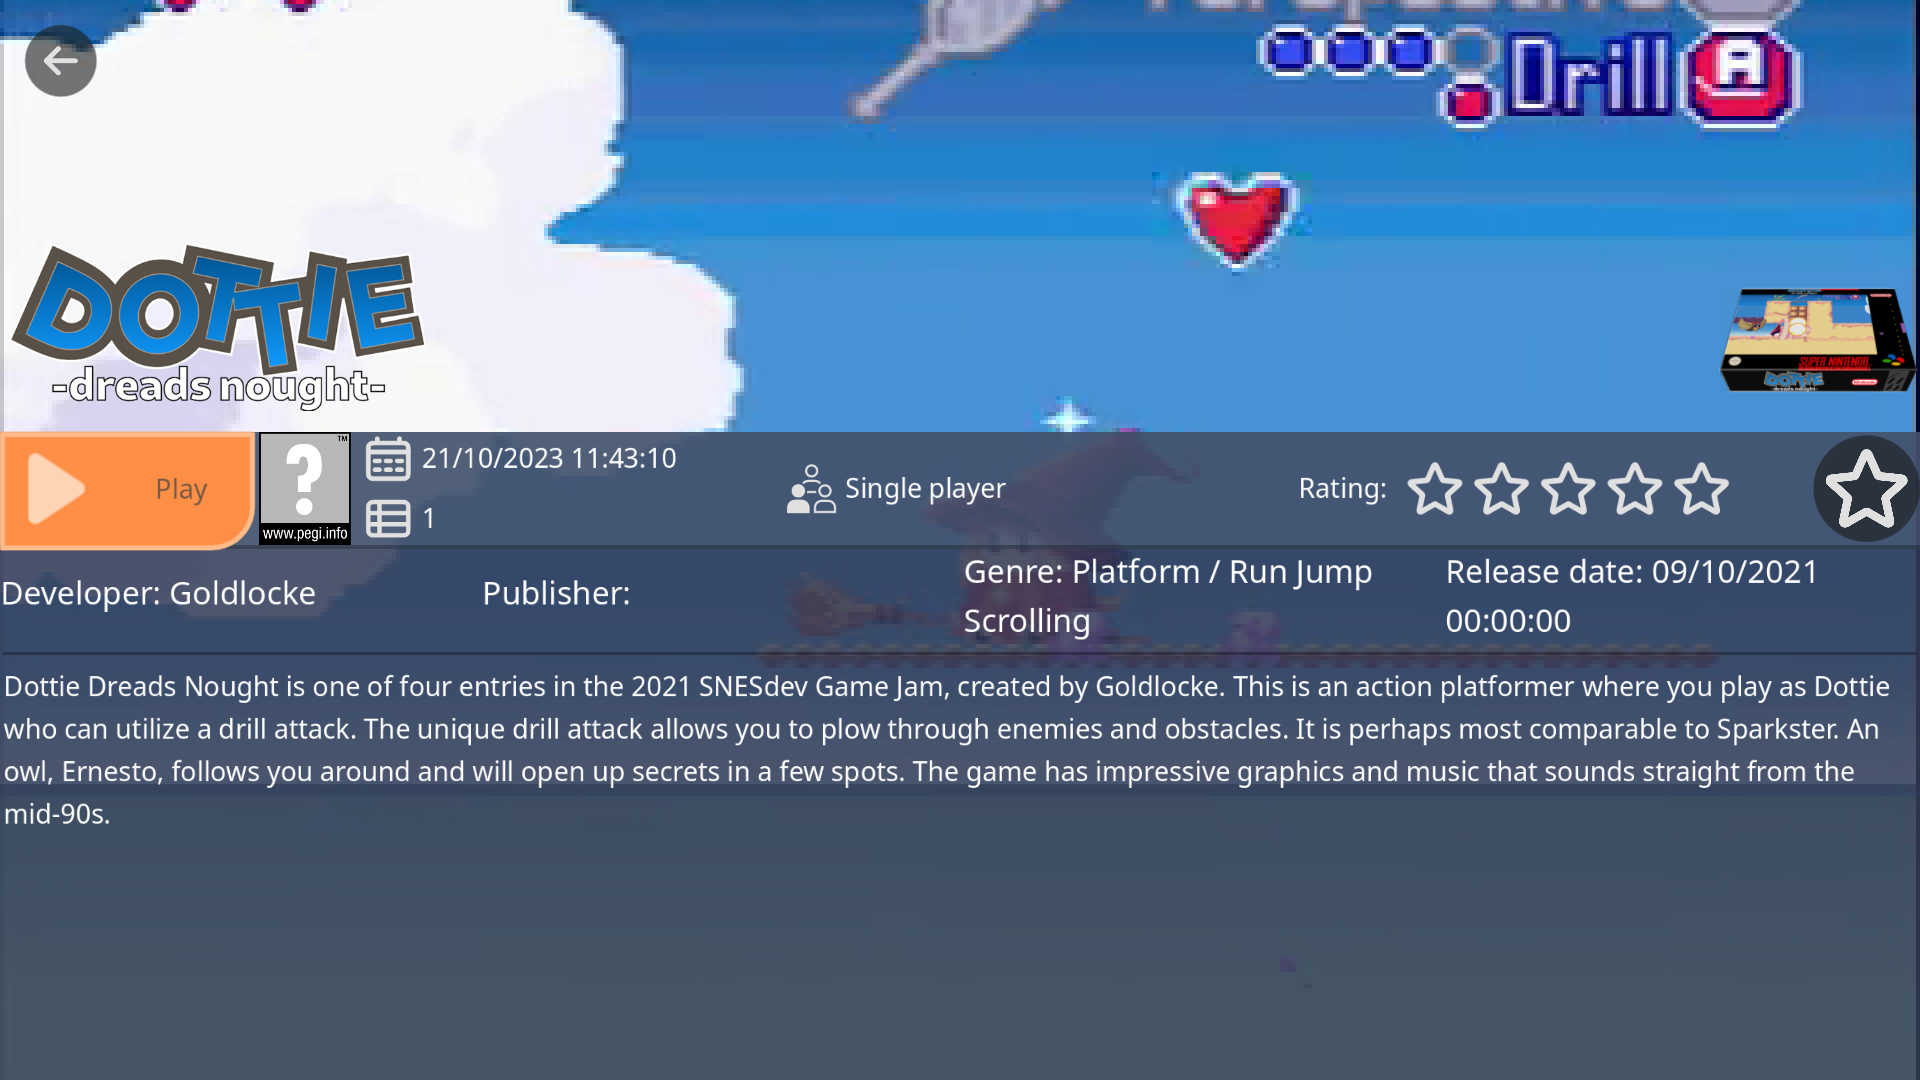 Drill A
DOTTIE
-dreads nought-
SUPER NINTENDO
DOTTIE
Play
TM
?
www.pegi.info
21/10/2023 11:43:10
1
Single player
Rating:
Developer: Goldlocke
Publisher:
Genre: Platform / Run Jump
Scrolling
Release date: 09/10/2021
00:00:00
Dottie Dreads Nought is one of four entries in the 2021 SNESdev Game Jam, created by Goldlocke. This is an action platformer where you play as Dottie
who can utilize a drill attack. The unique drill attack allows you to plow through enemies and obstacles. It is perhaps most comparable to Sparkster. An
owl, Ernesto, follows you around and will open up secrets in a few spots. The game has impressive graphics and music that sounds straight from the
mid-90s.